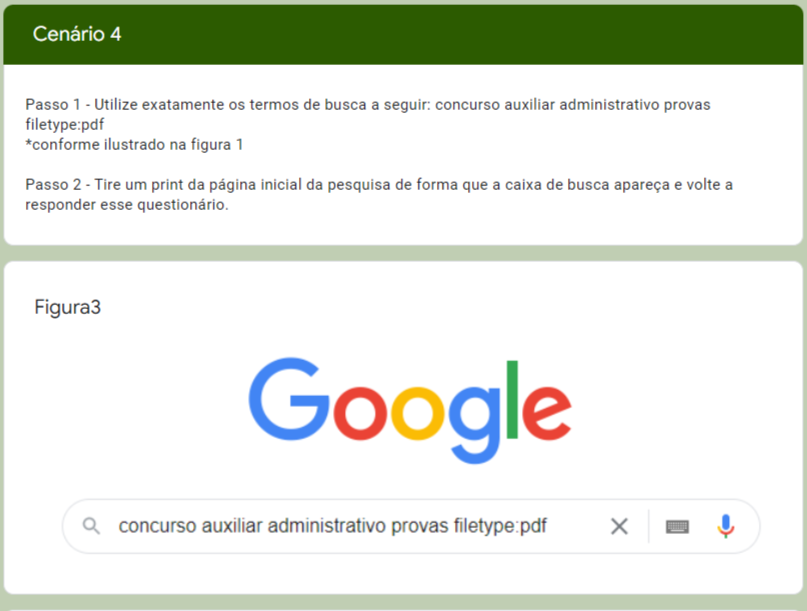 Cenário 4
Passo 1 - Utilize exatamente os termos de busca a seguir: concurso auxiliar administrativo provas
filetype:pdf
*conforme ilustrado na figura 1
Passo 2 - Tire um print da página inicial da pesquisa de forma que a caixa de busca apareça e volte a
responder esse questionário.
Figura3
Google
concurso auxiliar administrativo provas filetype:pdf